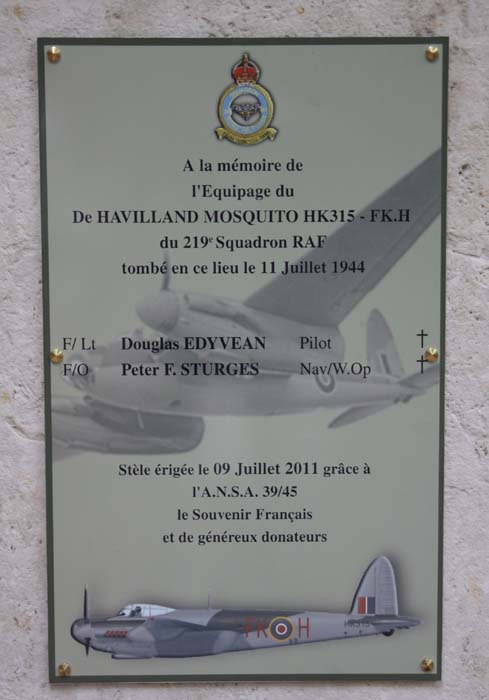 A la mémoire de
l'Equipage du
De HAVILLAND MOSQUITO HK315 - FK.H
du 219e Squadron RAF
tombé en ce lieu le 11 Juillet 1944
F/ Lt Douglas EDYVEAN Pilot †
F/O Peter F. STURGES Nav/W.Op †
Stèle érigée le 09 Juillet 2011 grâce à
l'A.N.S.A. 39/45
le Souvenir Français
et de généreux donateurs
FK H HK315